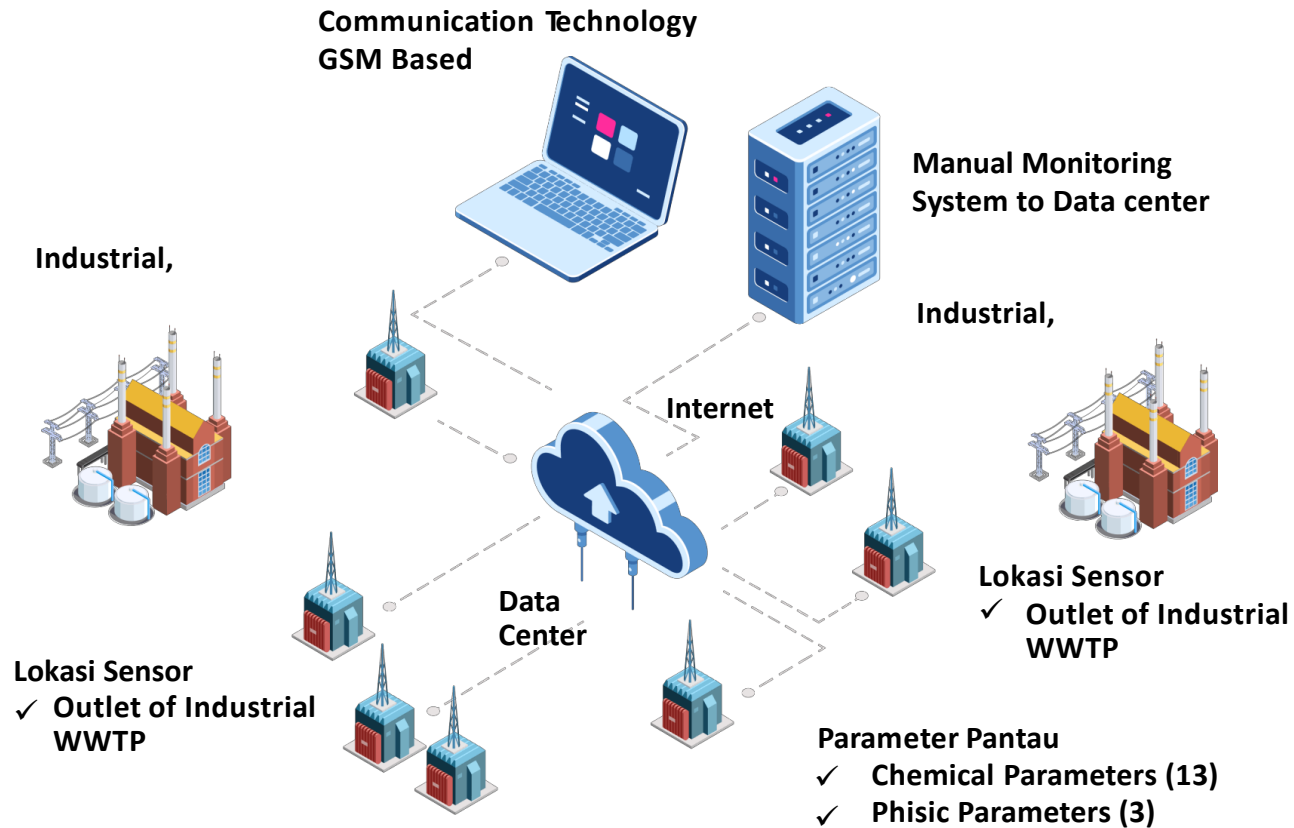 Communication Technology
GSM Based
Manual Monitoring
System to Data center
Industrial,
Industrial,
Internet
Data
Center
Lokasi Sensor
✓ Outlet of Industrial
WWTP
Lokasi Sensor
✓ Outlet of Industrial
WWTP
Parameter Pantau
✓ Chemical Parameters (13)
✓ Phisic Parameters (3)